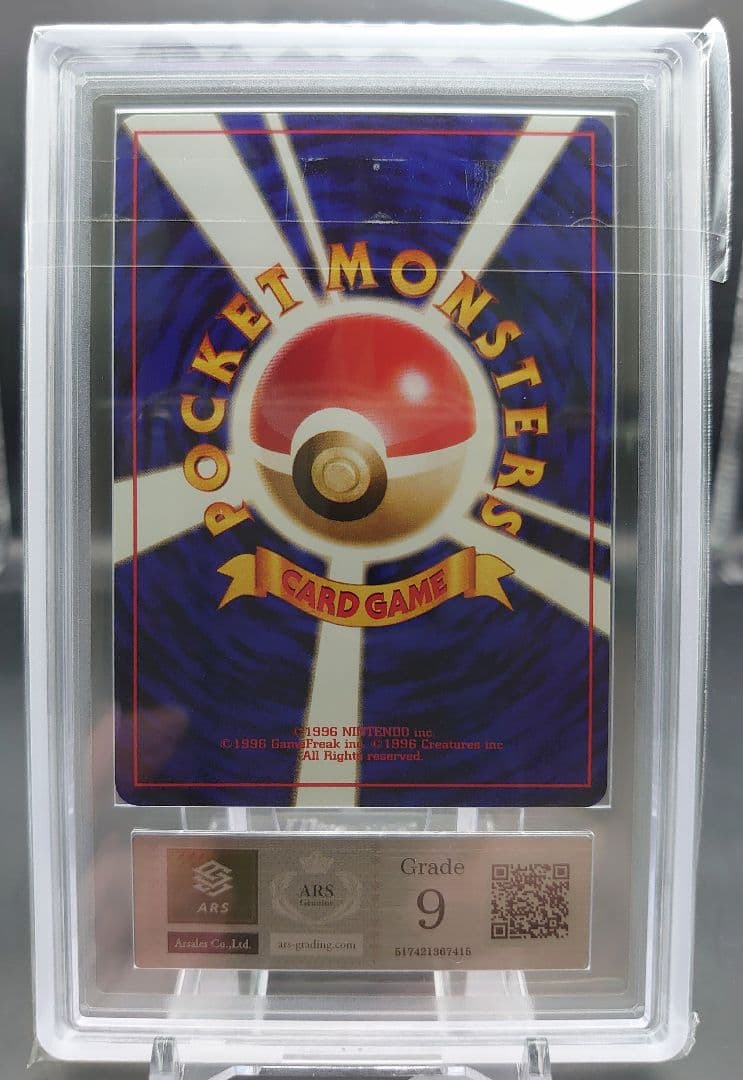 POCKET MONSTERS
CARD GAME
©1996 NINTENDO inc.
©1996 GameFreak inc. ©1996 Creatures inc
All Rights reserved.
ARS
Arsales Co.,Ltd.
ARS
Genuine
ars-grading.com
Grade
9
517421367415